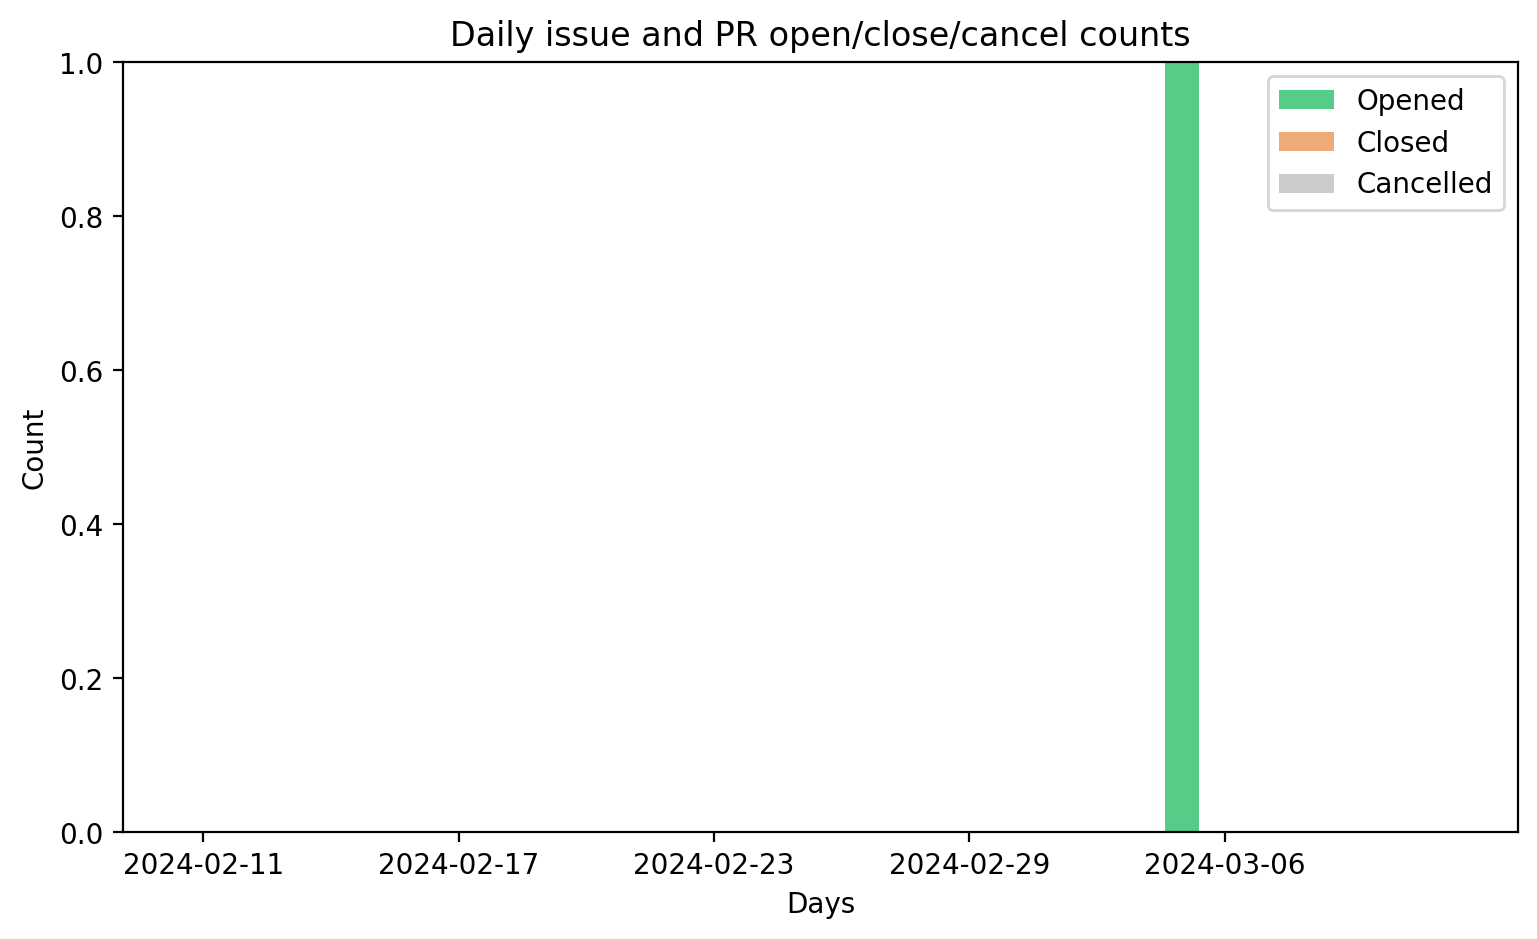 Daily issue and PR open/close/cancel counts
1.0
0.8
0.6
0.4
0.2
0.0
Count
Opened
Closed
Cancelled
2024-02-11
2024-02-17
2024-02-23
2024-02-29
2024-03-06
Days